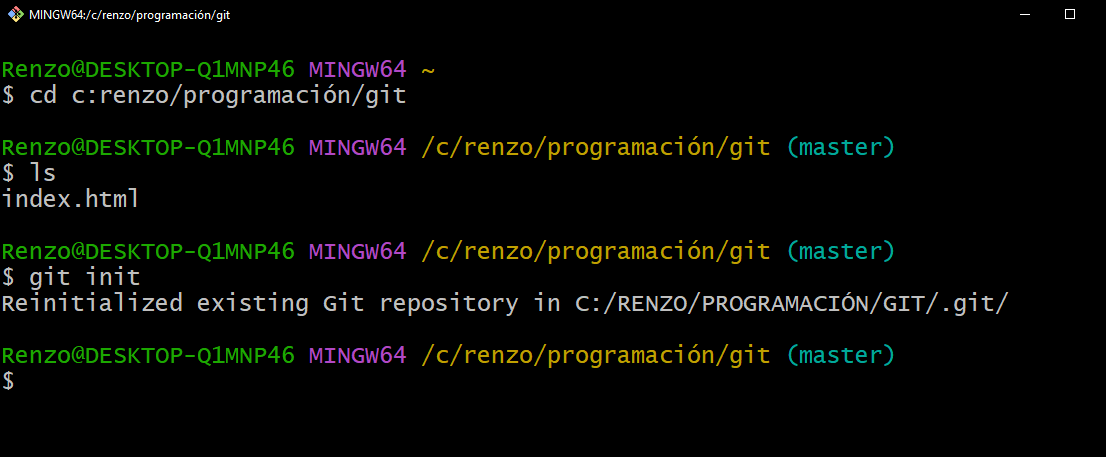 MINGW64:/c/renzo/programación/git
Renzo@DESKTOP-Q1MNP46 MINGW64 ~
$ cd c:renzo/programación/git
Renzo@DESKTOP-Q1MNP46 MINGW64 /c/renzo/programación/git (master)
$ ls
index.html
Renzo@DESKTOP-Q1MNP46 MINGW64 /c/renzo/programación/git (master)
$ git init
Reinitialized existing Git repository in C:/RENZO/PROGRAMACIÓN/GIT/.git/
Renzo@DESKTOP-Q1MNP46 MINGW64 /c/renzo/programación/git (master)
$